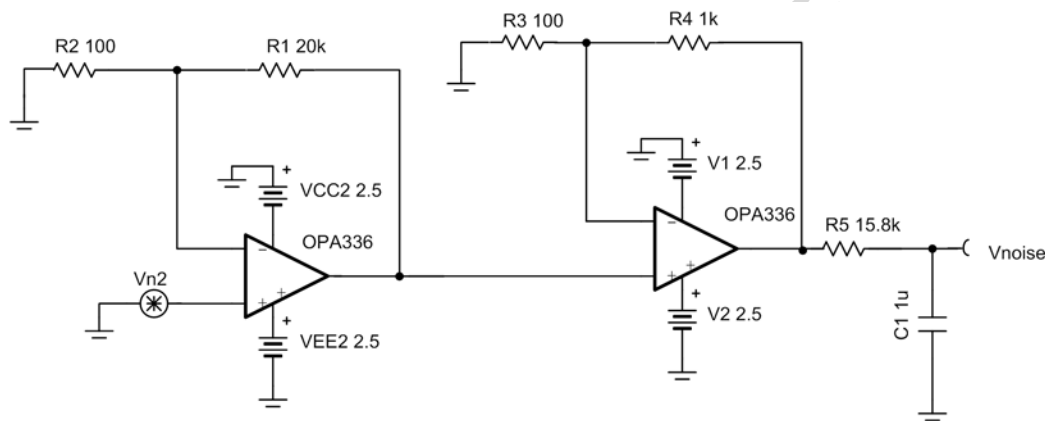 R2 100
R1 20k
R3 100
R4 1k
+
VCC2 2.5
OPA336
Vn2
+
VEE2 2.5
+
V1 2.5
OPA336
+
V2 2.5
R5 15.8k
Vnoise
C1 1u